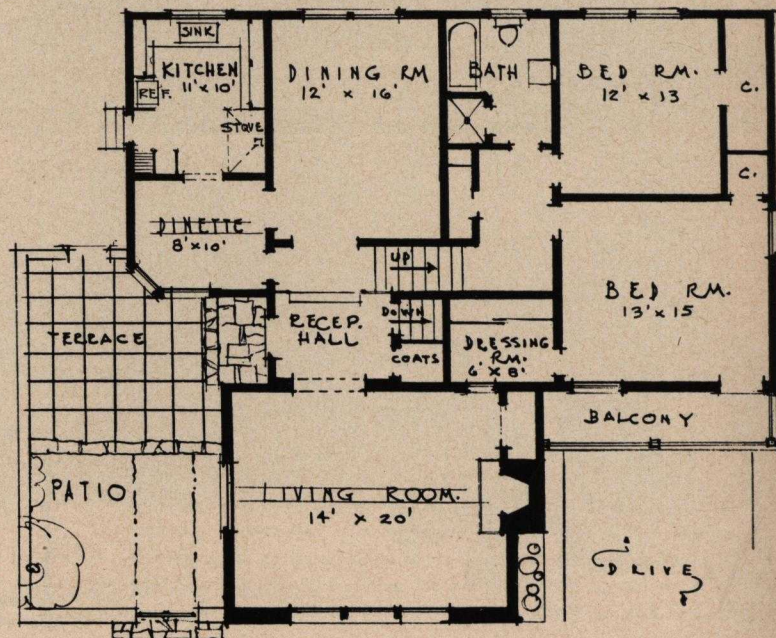 SINK
KITCHEN
11' x 10'
REF.
STOVE
DINING RM
12' x 16'
BATH
BED RM.
12' x 13
C.
C.
DINETTE
8' x 10'
UP
BED RM.
13' x 15
TERRACE
RECEP.
HALL
DOWN
COATS
DRESSING
RM.
6' x 8'
BALCONY
PATIO
LIVING ROOM.
14' x 20'
DRIVE